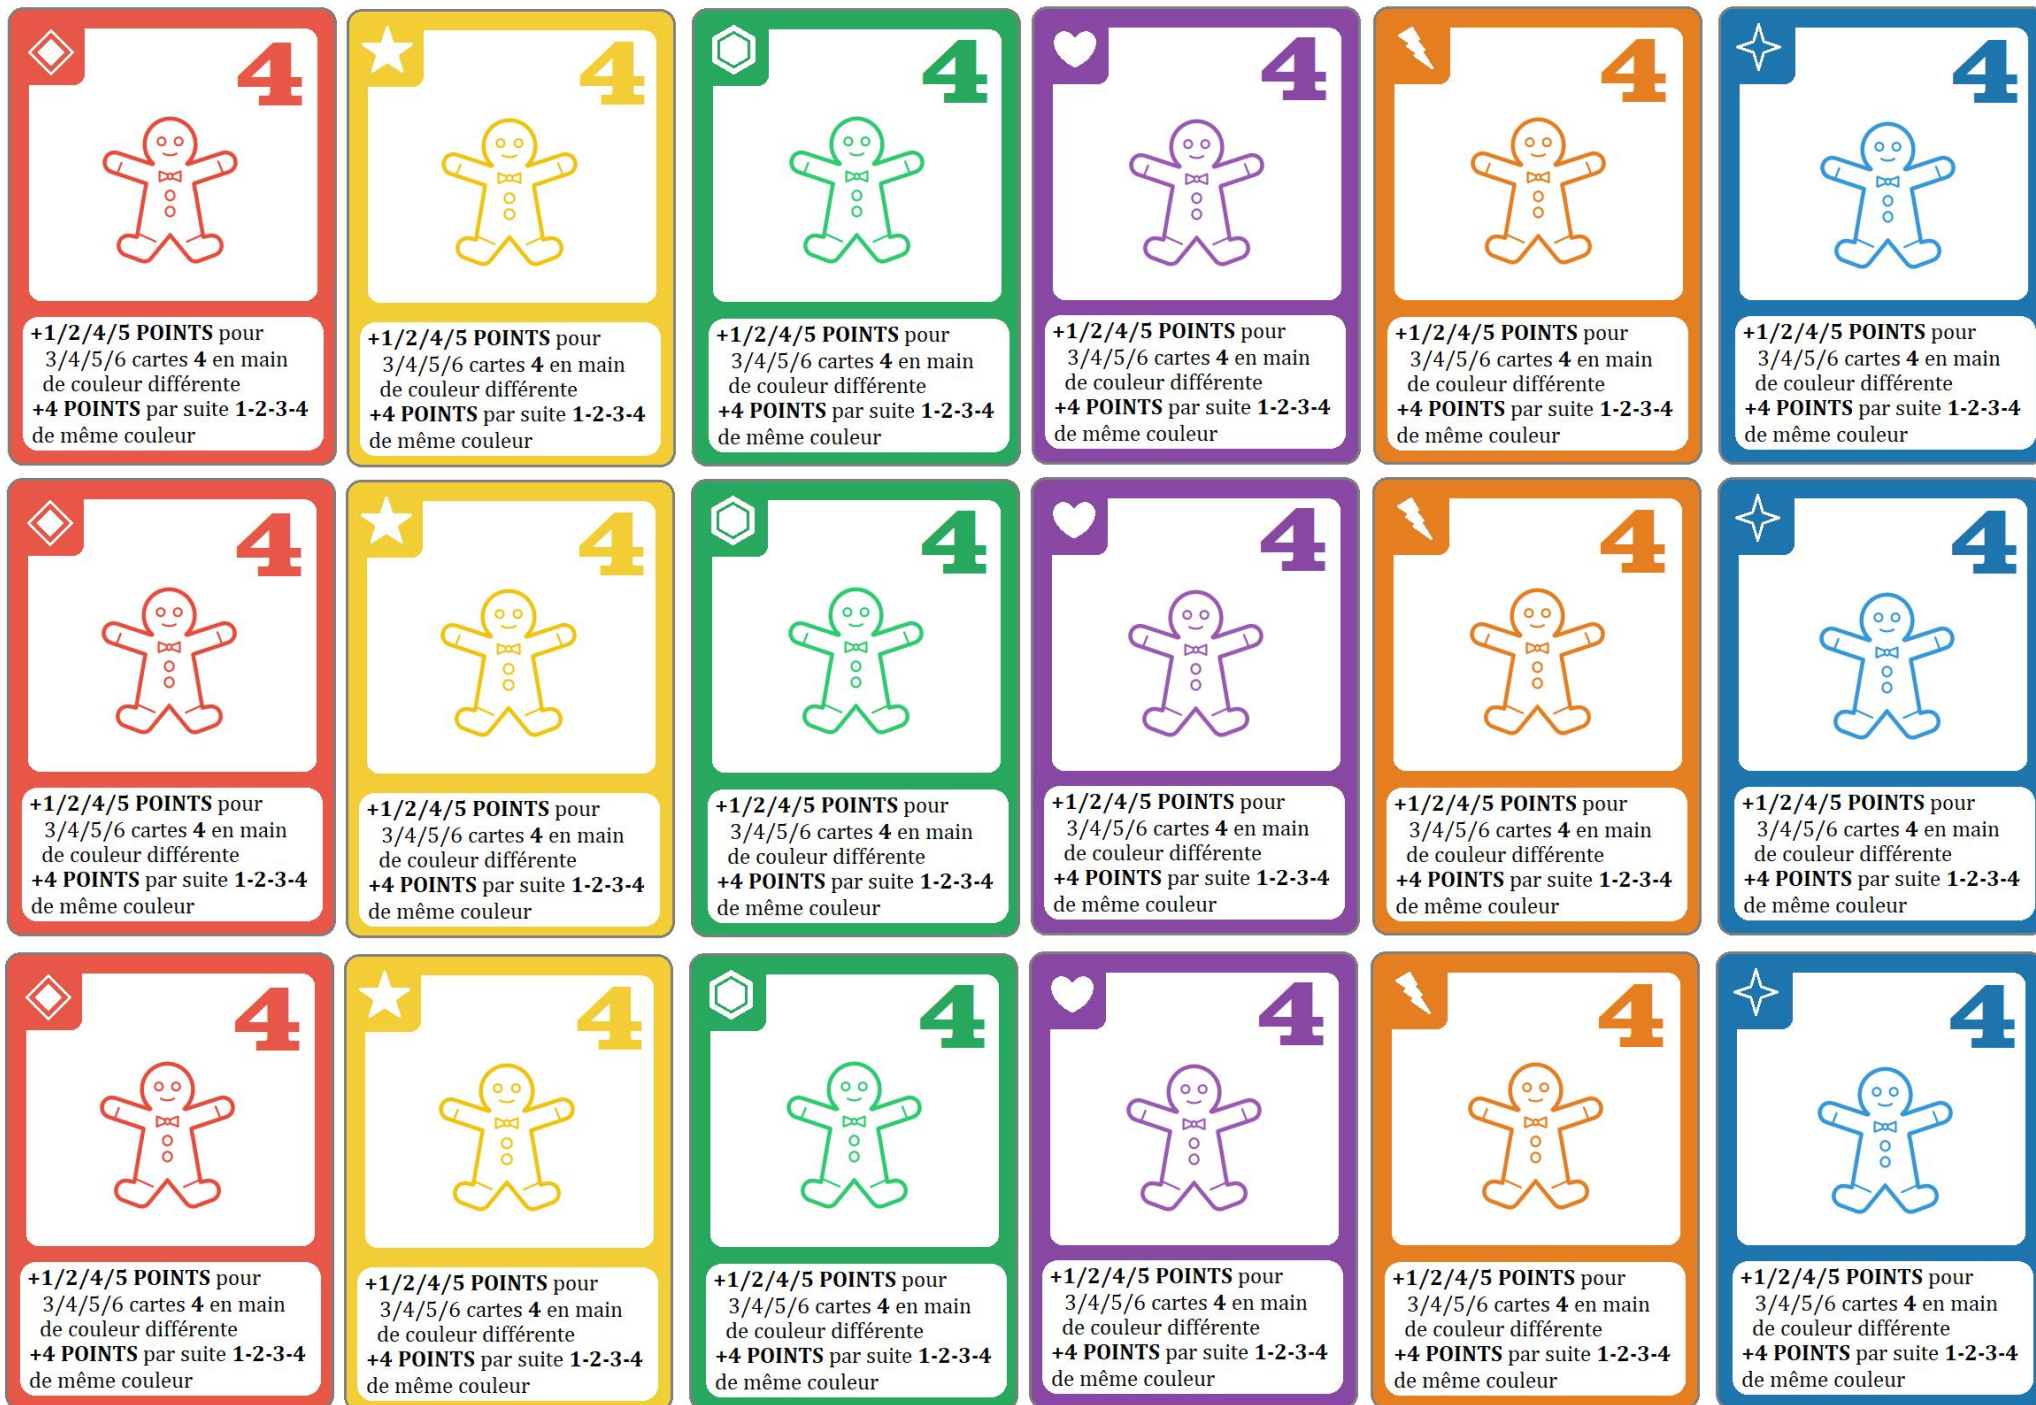 4
+1/2/4/5 POINTS pour
3/4/5/6 cartes 4 en main
de couleur différente
+4 POINTS par suite 1-2-3-4
de même couleur
4
+1/2/4/5 POINTS pour
3/4/5/6 cartes 4 en main
de couleur différente
+4 POINTS par suite 1-2-3-4
de même couleur
4
+1/2/4/5 POINTS pour
3/4/5/6 cartes 4 en main
de couleur différente
+4 POINTS par suite 1-2-3-4
de même couleur
4
+1/2/4/5 POINTS pour
3/4/5/6 cartes 4 en main
de couleur différente
+4 POINTS par suite 1-2-3-4
de même couleur
4
+1/2/4/5 POINTS pour
3/4/5/6 cartes 4 en main
de couleur différente
+4 POINTS par suite 1-2-3-4
de même couleur
4
+1/2/4/5 POINTS pour
3/4/5/6 cartes 4 en main
de couleur différente
+4 POINTS par suite 1-2-3-4
de même couleur
4
+1/2/4/5 POINTS pour
3/4/5/6 cartes 4 en main
de couleur différente
+4 POINTS par suite 1-2-3-4
de même couleur
4
+1/2/4/5 POINTS pour
3/4/5/6 cartes 4 en main
de couleur différente
+4 POINTS par suite 1-2-3-4
de même couleur
4
+1/2/4/5 POINTS pour
3/4/5/6 cartes 4 en main
de couleur différente
+4 POINTS par suite 1-2-3-4
de même couleur
4
+1/2/4/5 POINTS pour
3/4/5/6 cartes 4 en main
de couleur différente
+4 POINTS par suite 1-2-3-4
de même couleur
4
+1/2/4/5 POINTS pour
3/4/5/6 cartes 4 en main
de couleur différente
+4 POINTS par suite 1-2-3-4
de même couleur
4
+1/2/4/5 POINTS pour
3/4/5/6 cartes 4 en main
de couleur différente
+4 POINTS par suite 1-2-3-4
de même couleur
4
+1/2/4/5 POINTS pour
3/4/5/6 cartes 4 en main
de couleur différente
+4 POINTS par suite 1-2-3-4
de même couleur
4
+1/2/4/5 POINTS pour
3/4/5/6 cartes 4 en main
de couleur différente
+4 POINTS par suite 1-2-3-4
de même couleur
4
+1/2/4/5 POINTS pour
3/4/5/6 cartes 4 en main
de couleur différente
+4 POINTS par suite 1-2-3-4
de même couleur
4
+1/2/4/5 POINTS pour
3/4/5/6 cartes 4 en main
de couleur différente
+4 POINTS par suite 1-2-3-4
de même couleur
4
+1/2/4/5 POINTS pour
3/4/5/6 cartes 4 en main
de couleur différente
+4 POINTS par suite 1-2-3-4
de même couleur
4
+1/2/4/5 POINTS pour
3/4/5/6 cartes 4 en main
de couleur différente
+4 POINTS par suite 1-2-3-4
de même couleur